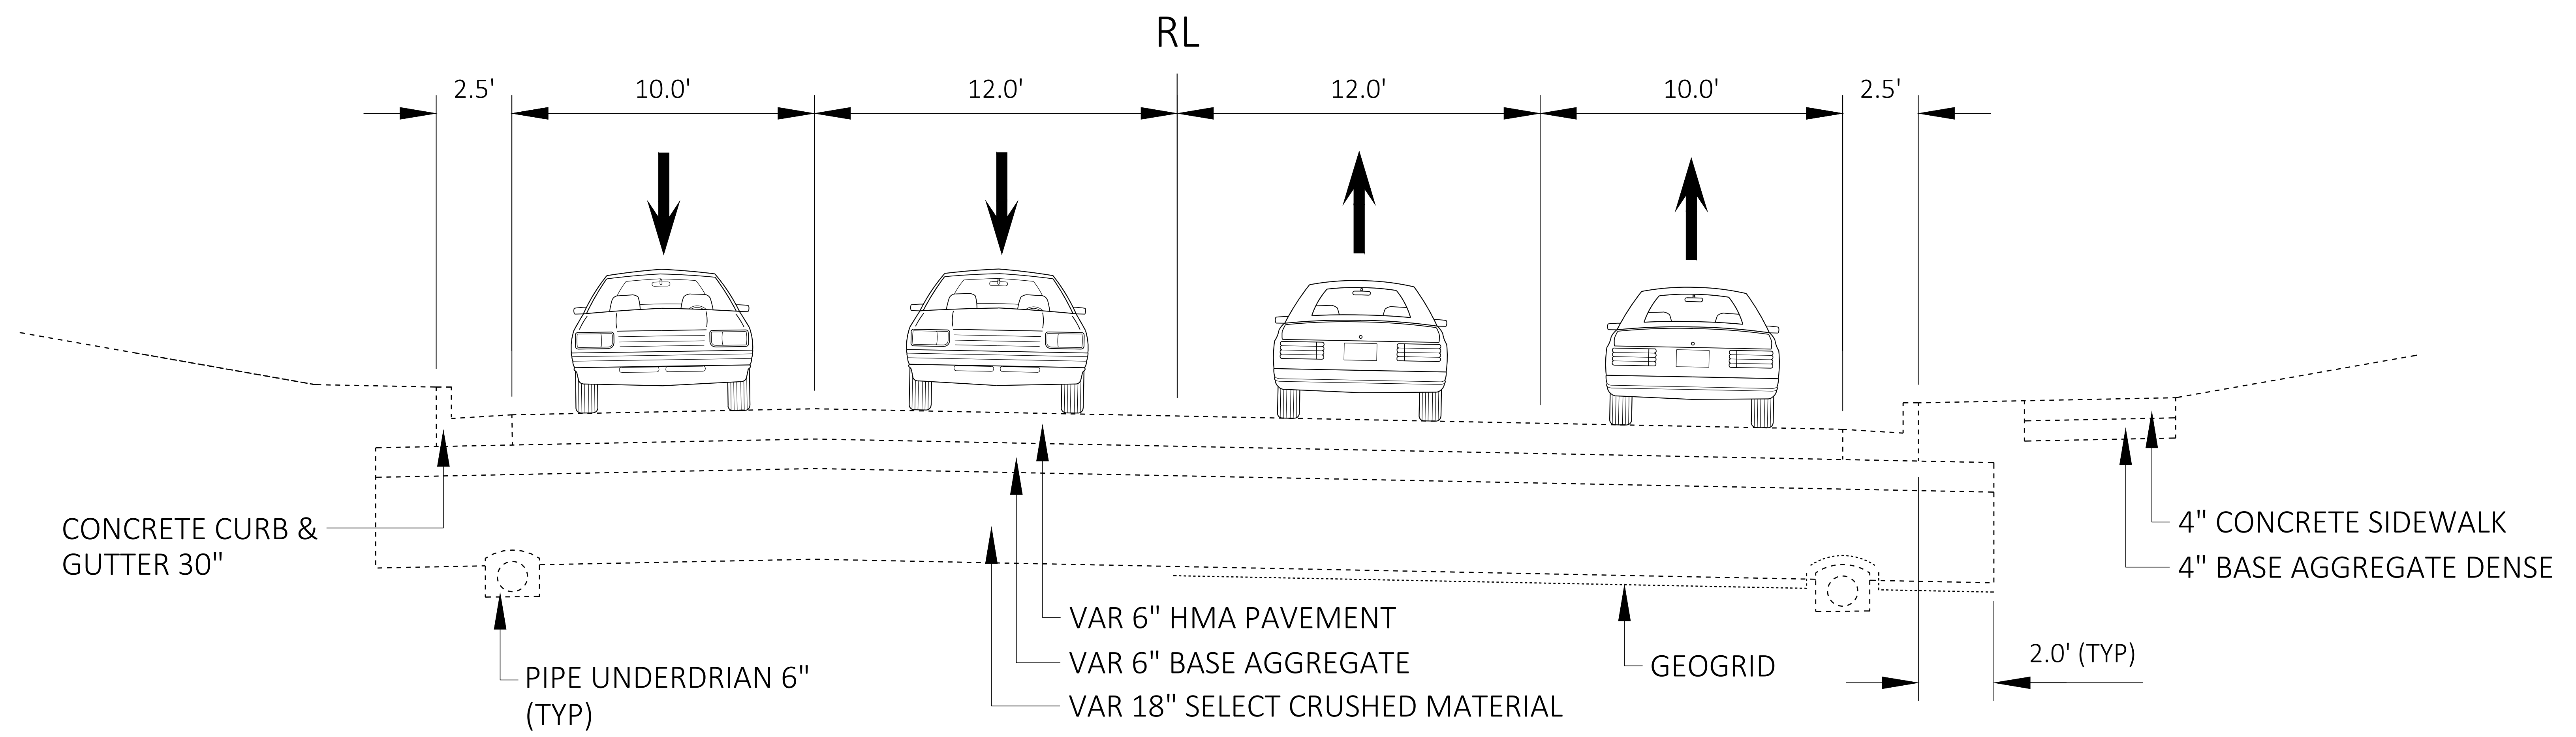 RL
2.5'
10.0'
12.0'
12.0'
10.0'
2.5'
CONCRETE CURB &
GUTTER 30"
4" CONCRETE SIDEWALK
4" BASE AGGREGATE DENSE
VAR 6" HMA PAVEMENT
VAR 6" BASE AGGREGATE
VAR 18" SELECT CRUSHED MATERIAL
GEOGRID
2.0' (TYP)
PIPE UNDERDRIAN 6"
(TYP)